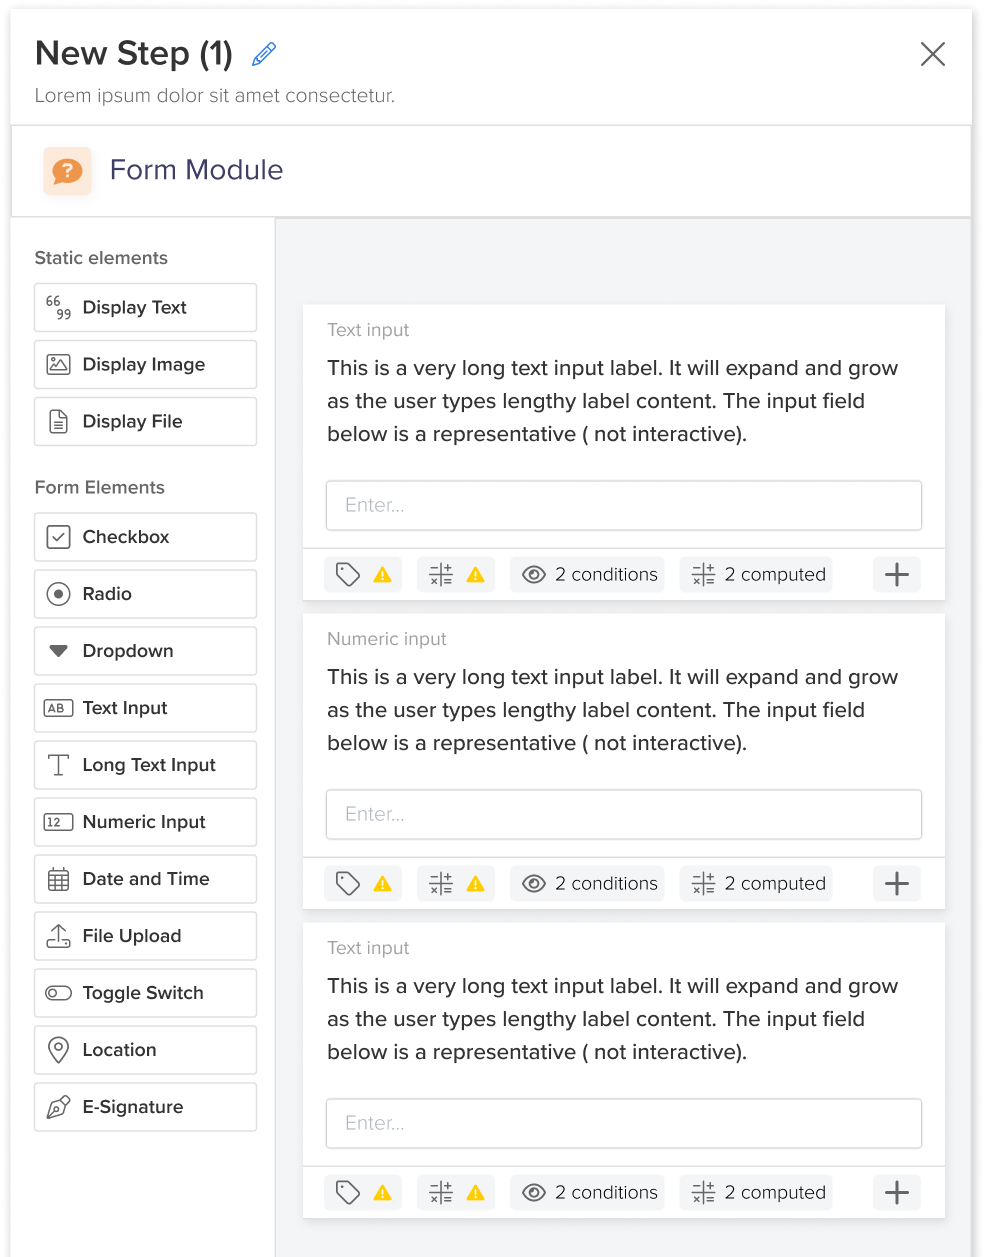 New Step (1)
Lorem ipsum dolor sit amet consectetur.
Form Module
Static elements
Display Text
Display Image
Display File
Form Elements
Checkbox
Radio
Dropdown
AB Text Input
Long Text Input
12 Numeric Input
Date and Time
File Upload
Toggle Switch
Location
E-Signature
Text input
This is a very long text input label. It will expand and grow
as the user types lengthy label content. The input field
below is a representative ( not interactive).
Enter...
2 conditions
2 computed
Numeric input
This is a very long text input label. It will expand and grow
as the user types lengthy label content. The input field
below is a representative ( not interactive).
Enter...
2 conditions
2 computed
Text input
This is a very long text input label. It will expand and grow
as the user types lengthy label content. The input field
below is a representative ( not interactive).
Enter...
2 conditions
2 computed